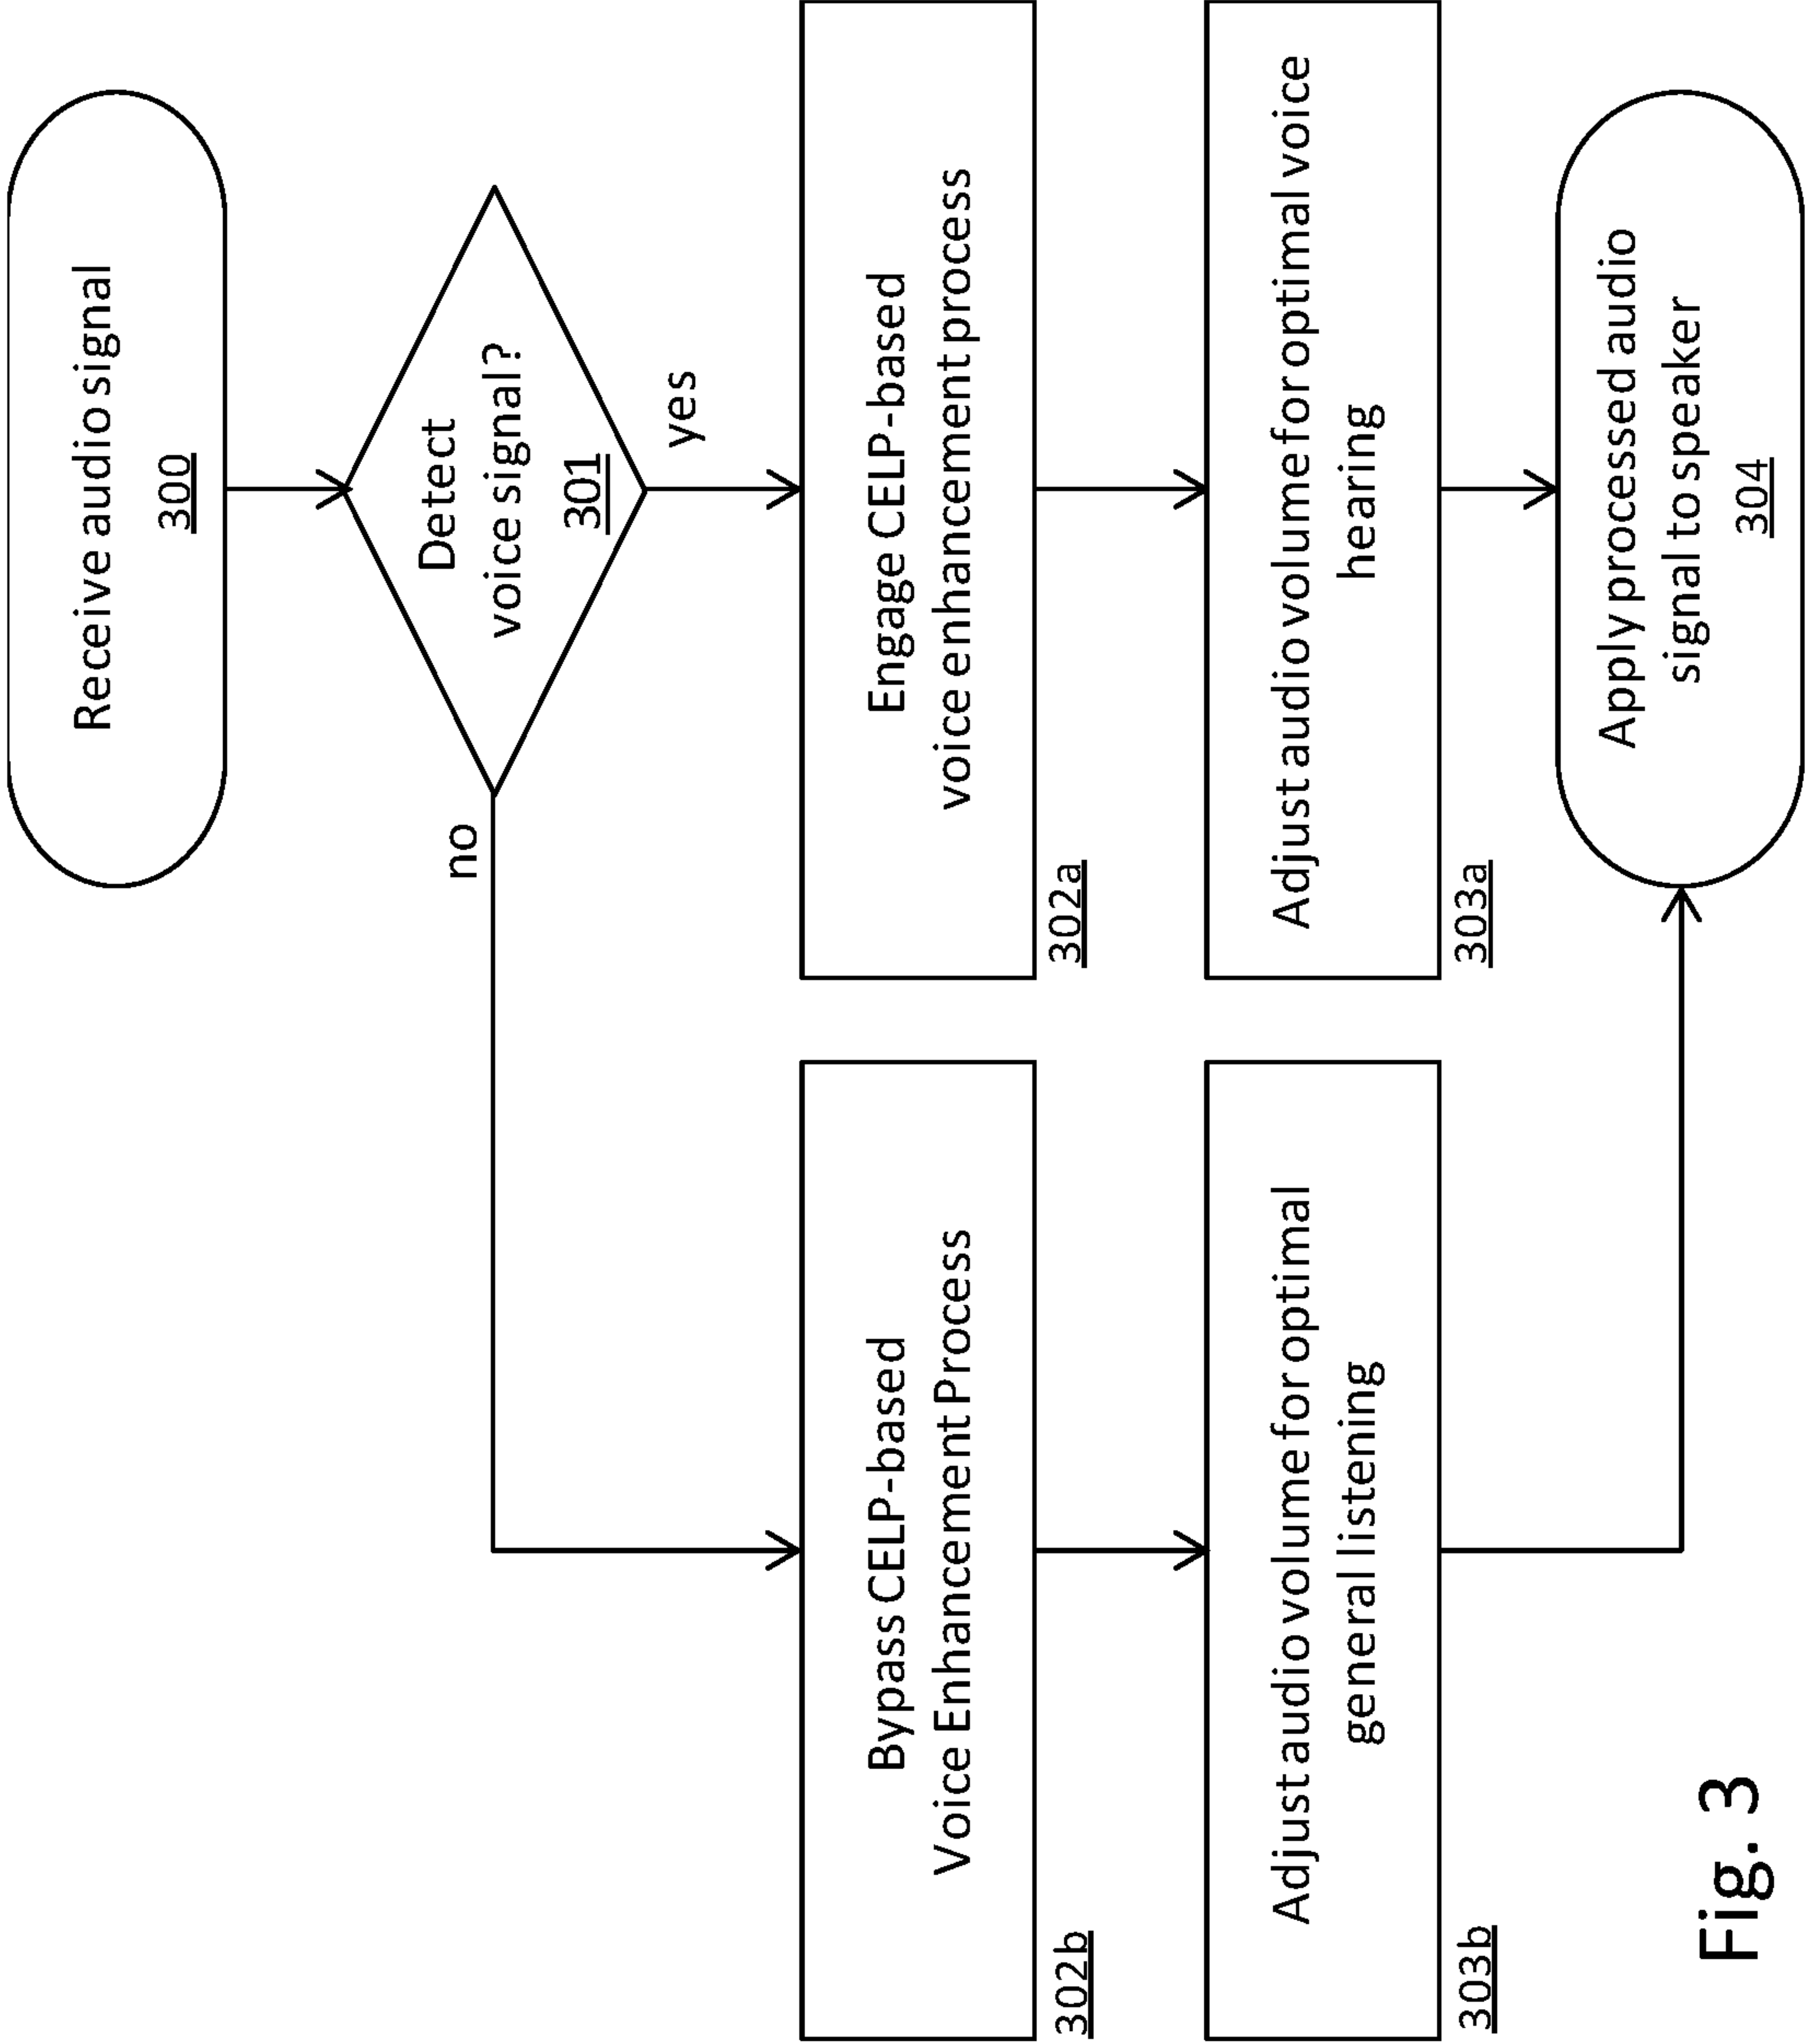 Receive audio signal
300
Detect
voice signal?
301
no
yes
Engage CELP-based
voice enhancement process
302a
Bypass CELP-based
Voice Enhancement Process
302b
Adjust audio volume for optimal voice
hearing
303a
Adjust audio volume for optimal
general listening
303b
Apply processed audio
signal to speaker
304
Fig. 3